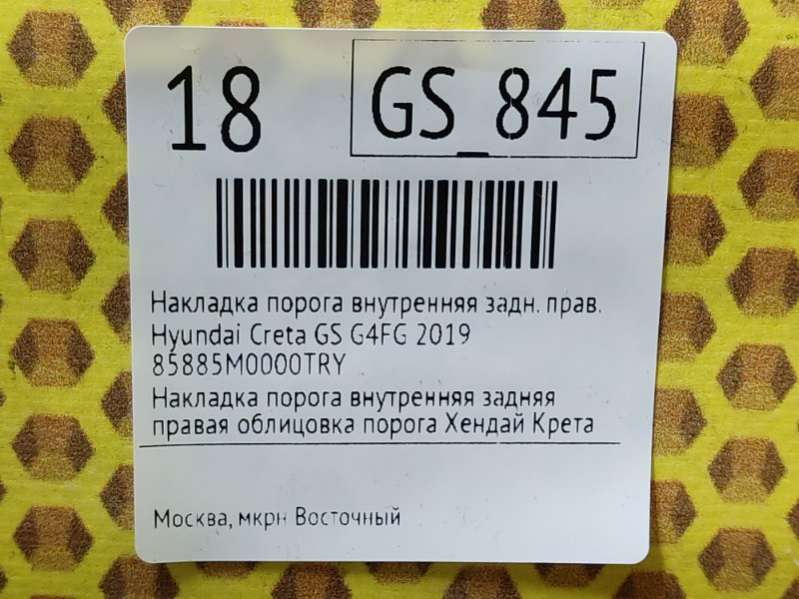 18
GS_845
Накладка порога внутренняя задн. прав.
Hyundai Creta GS G4FG 2019
85885M0000TRY
Накладка порога внутренняя задняя
правая облицовка порога Хендай Крета
Москва, мкрн Восточный